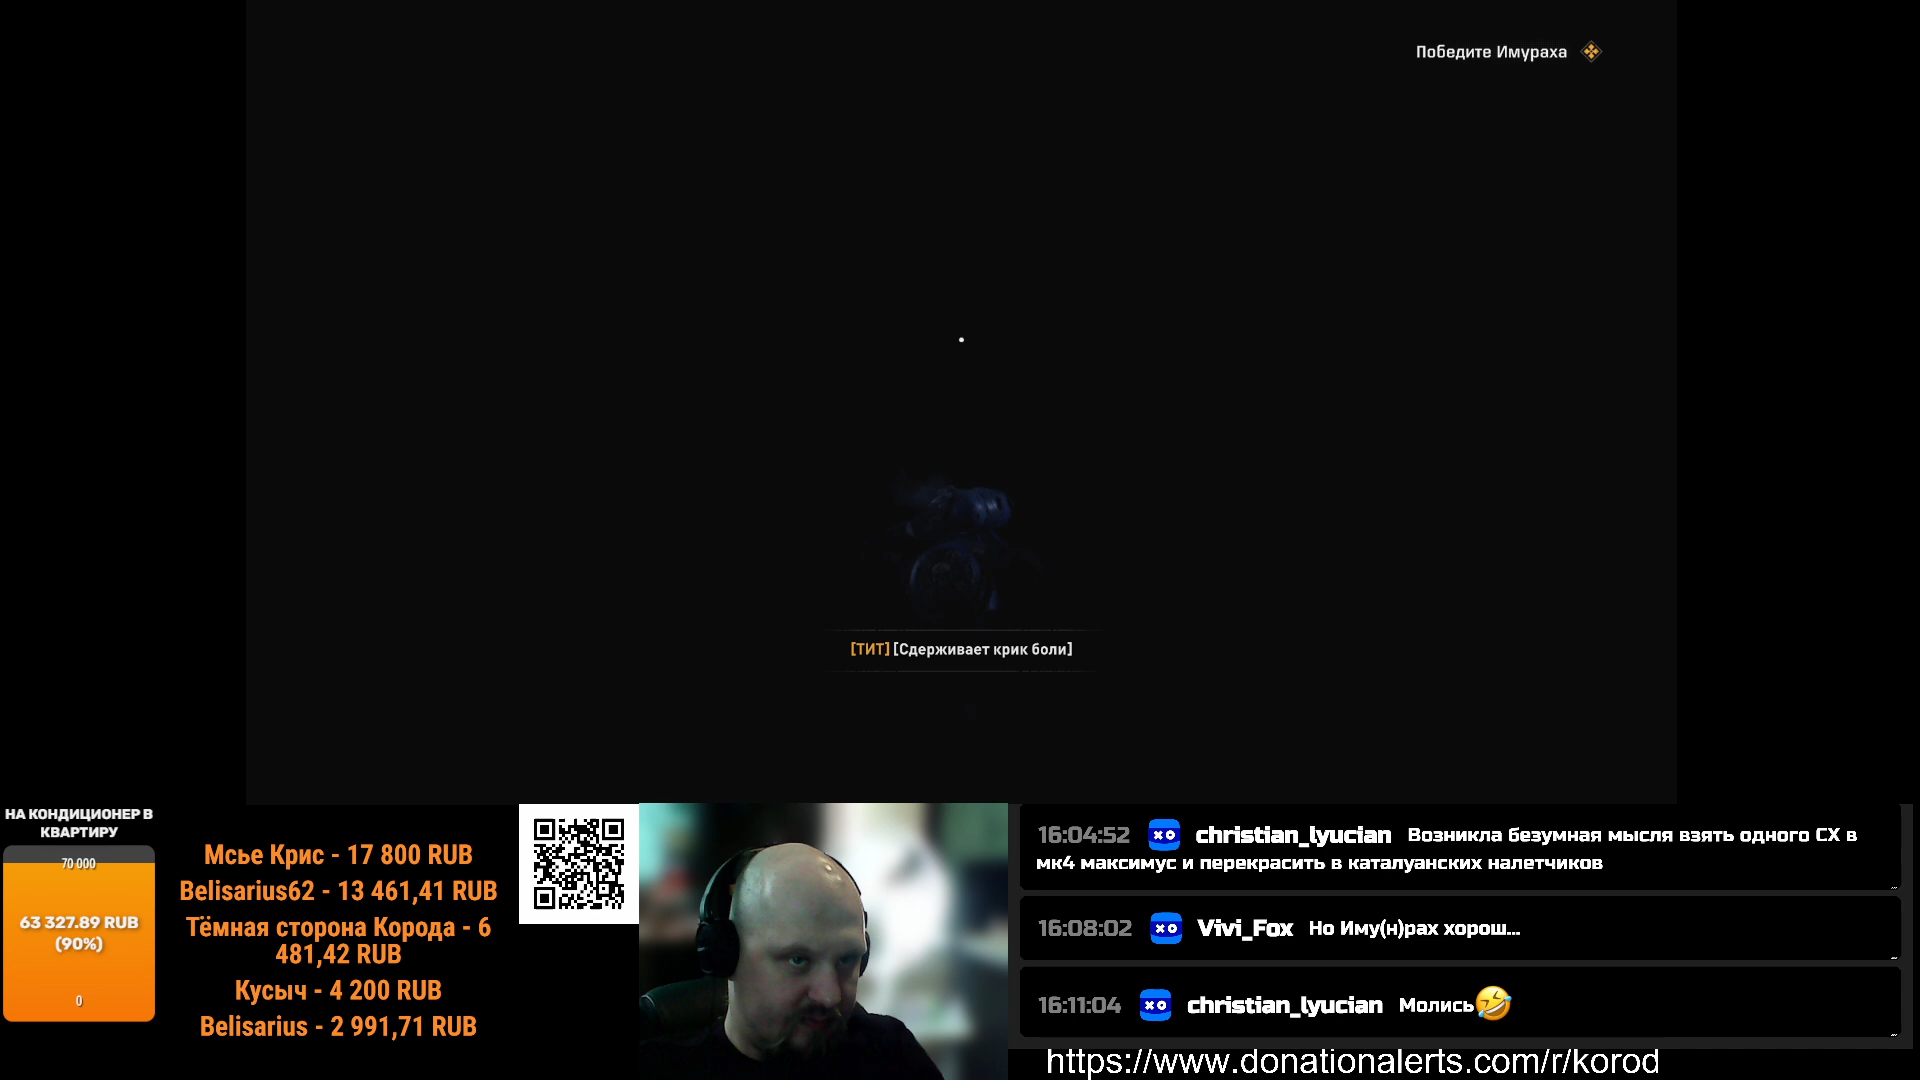 Победите Имураха
[ТИТ] [Сдерживает крик боли]
НА КОНДИЦИОНЕР В
КВАРТИРУ
70 000
63 327.89 RUB
(90%)
0
Мсье Крис - 17 800 RUB
Belisarius62 - 13 461,41 RUB
Тёмная сторона Корода - 6
481,42 RUB
Кусыч - 4 200 RUB
Belisarius - 2 991,71 RUB
16:04:52 christian_lyucian Возникла безумная мысля взять одного СХ в
мк4 максимус и перекрасить в каталуанских налетчиков
16:08:02 Vivi_Fox Но Иму(н)рах хорош...
16:11:04 christian_lyucian Молись🤣
https://www.donationalerts.com/r/korod